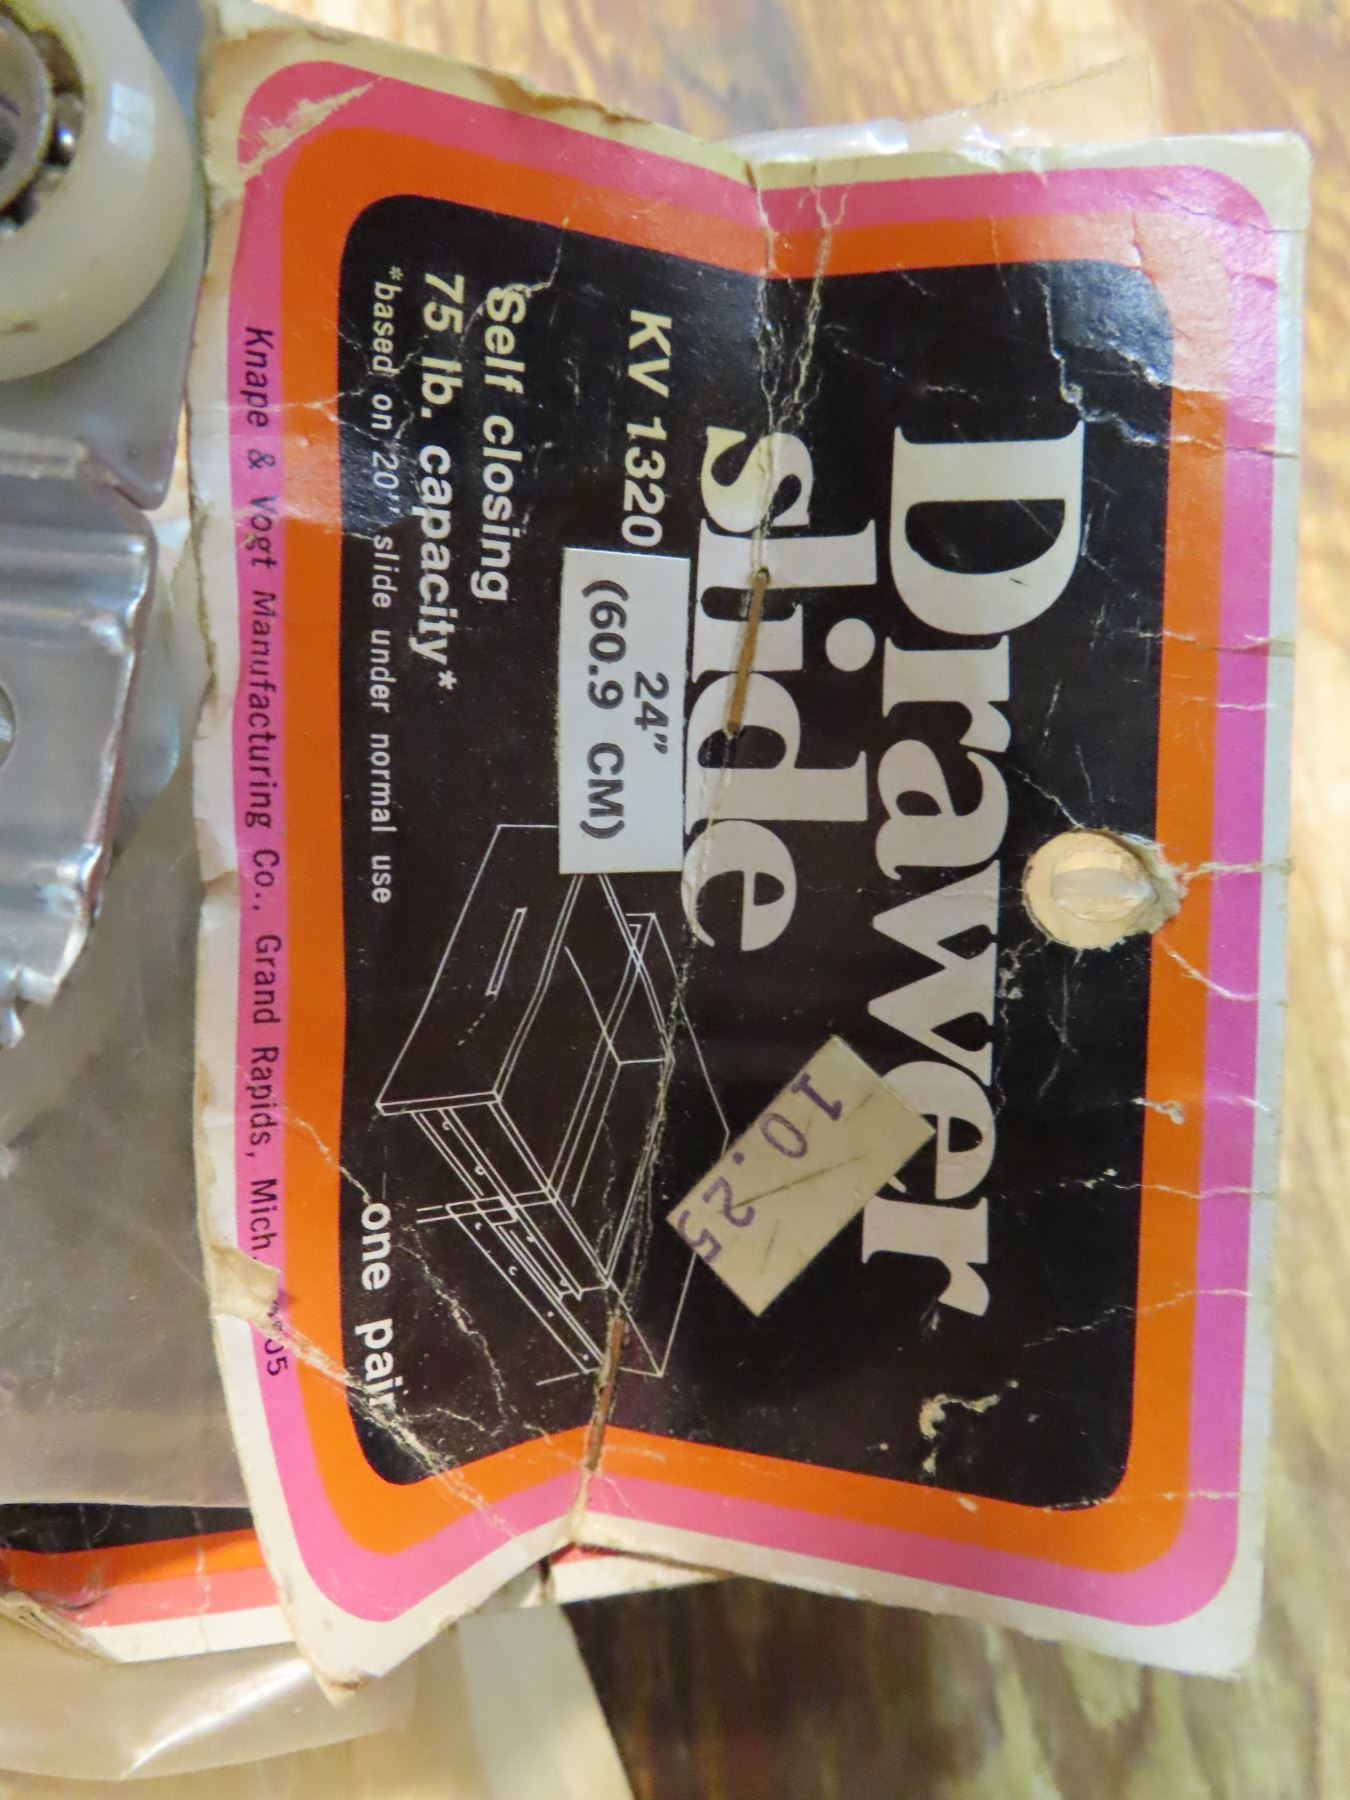 Drawer
slide
KV 1320
24”
(60.9 CM)
10.25
Self closing
75 lb. capacity*
*based on 20" slide under normal use
one pair
Knape & Vogt Manufacturing Co., Grand Rapids, Mich.